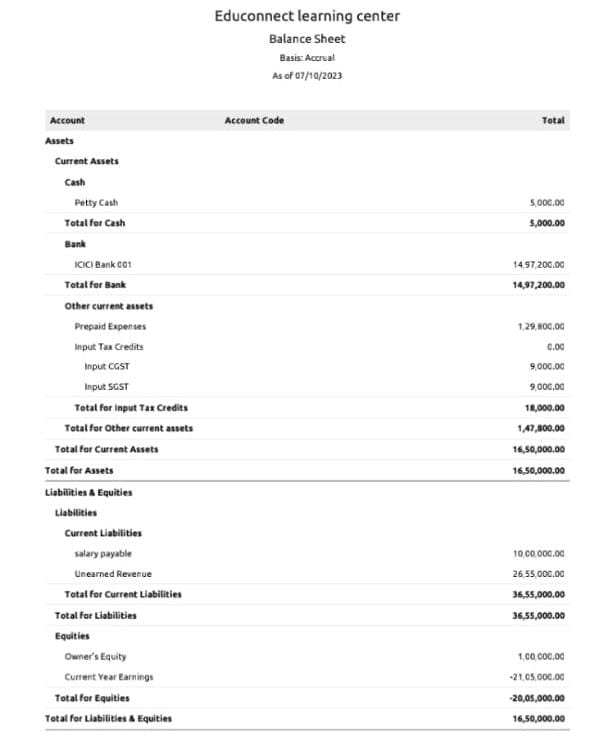 Educonnect learning center
Balance Sheet
Basis: Accrual
As of 07/10/2023
Account Account Code Total
Assets
Current Assets
Cash
Petty Cash 5,000.00
Total for Cash 5,000.00
Bank
ICICI Bank 001 14,97,200.00
Total for Bank 14,97,200.00
Other current assets
Prepaid Expenses 1,29,800.00
Input Tax Credits 0.00
Input CGST 9,000.00
Input SGST 9,000.00
Total for Input Tax Credits 18,000.00
Total for Other current assets 1,47,800.00
Total for Current Assets 16,50,000.00
Total for Assets 16,50,000.00
Liabilities & Equities
Liabilities
Current Liabilities
salary payable 10,00,000.00
Unearned Revenue 26,55,000.00
Total for Current Liabilities 36,55,000.00
Total for Liabilities 36,55,000.00
Equities
Owner's Equity 1,00,000.00
Current Year Earnings -21,05,000.00
Total for Equities -20,05,000.00
Total for Liabilities & Equities 16,50,000.00